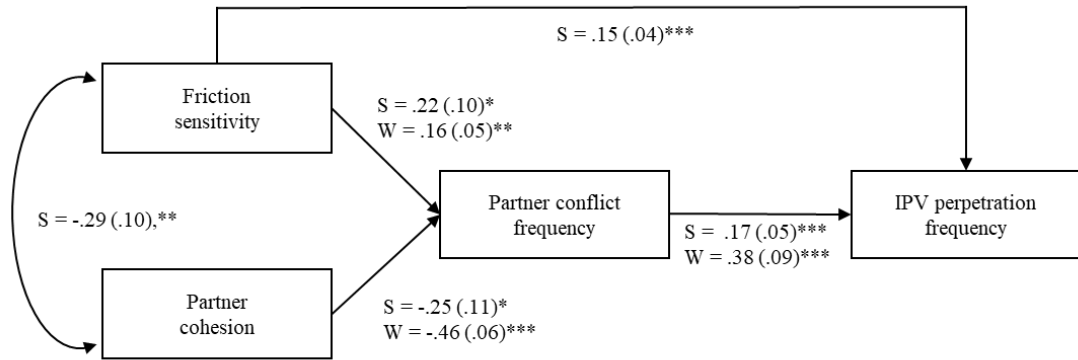 S = .15 (.04)***
Friction
sensitivity
S = .22 (.10)*
W = .16 (.05)**
S = -.29 (.10),**
Partner conflict
frequency
IPV perpetration
frequency
S =  .17 (.05)***
W = .38 (.09)***
Partner
cohesion
S = -.25 (.11)*
W = -.46 (.06)***